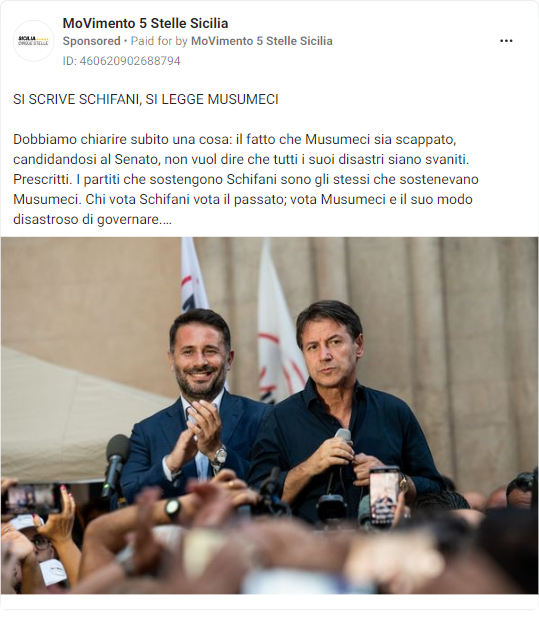 MoVimento 5 Stelle Sicilia
Sponsored • Paid for by MoVimento 5 Stelle Sicilia
ID: 460620902688794
SICILIA
SI SCRIVE SCHIFANI, SI LEGGE MUSUMECI
Dobbiamo chiarire subito una cosa: il fatto che Musumeci sia scappato,
candidandosi al Senato, non vuol dire che tutti i suoi disastri siano svaniti.
Prescritti. I partiti che sostengono Schifani sono gli stessi che sostenevano
Musumeci. Chi vota Schifani vota il passato; vota Musumeci e il suo modo
disastroso di governare....